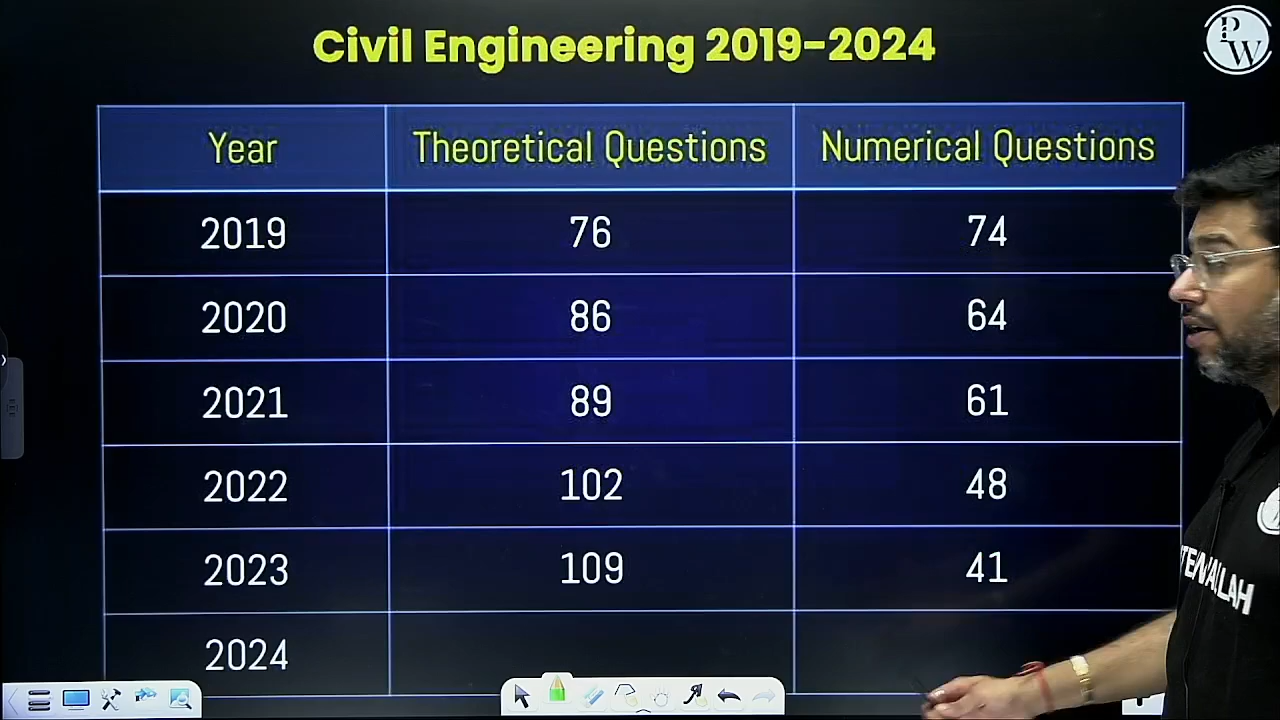 Civil Engineering 2019-2024
PW
Year Theoretical Questions Numerical Questions
2019 76 74
2020 86 64
2021 89 61
2022 102 48
2023 109 41
2024